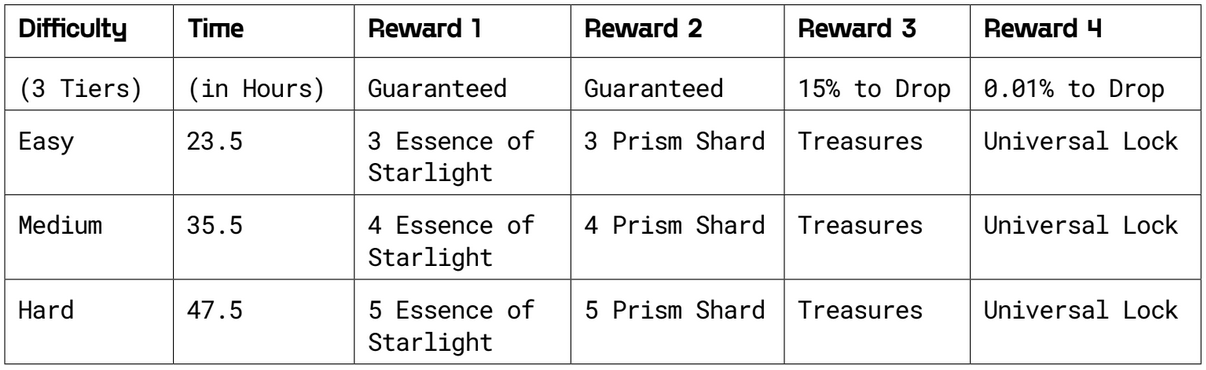 Difficulty Time Reward 1 Reward 2 Reward 3 Reward 4
(3 Tiers) (in Hours) Guaranteed Guaranteed 15% to Drop 0.01% to Drop
Easy 23.5 3 Essence of 3 Prism Shard Treasures Universal Lock
Starlight
Medium 35.5 4 Essence of 4 Prism Shard Treasures Universal Lock
Starlight
Hard 47.5 5 Essence of 5 Prism Shard Treasures Universal Lock
Starlight